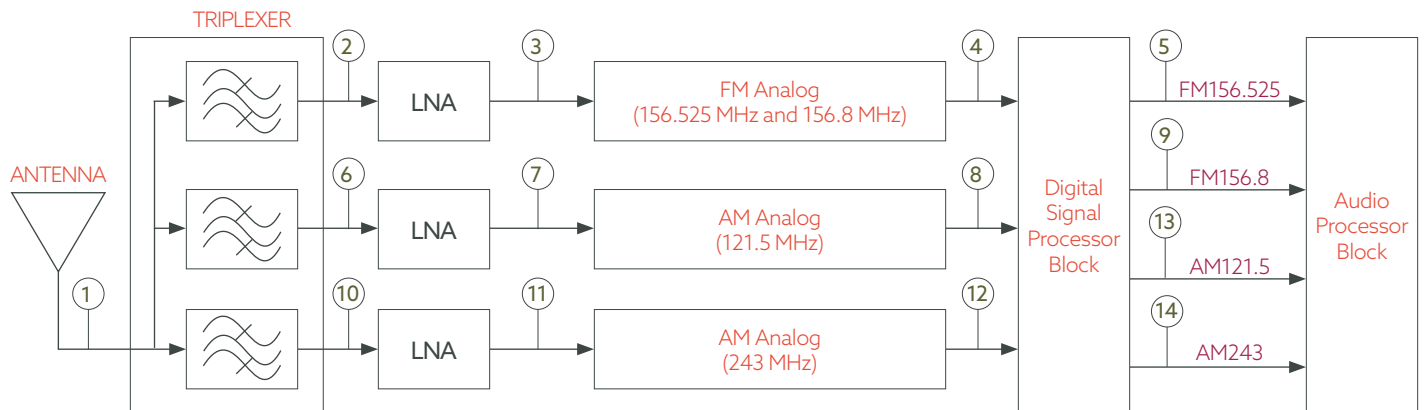 TRIPLEXER
2
3
4
5
LNA
FM Analog
(156.525 MHz and 156.8 MHz)
FM156.525
ANTENNA
6
7
8
9
LNA
AM Analog
(121.5 MHz)
Digital
Signal
Processor
Block
FM156.8
Audio
Processor
Block
13
AM121.5
1
10
11
12
14
LNA
AM Analog
(243 MHz)
AM243